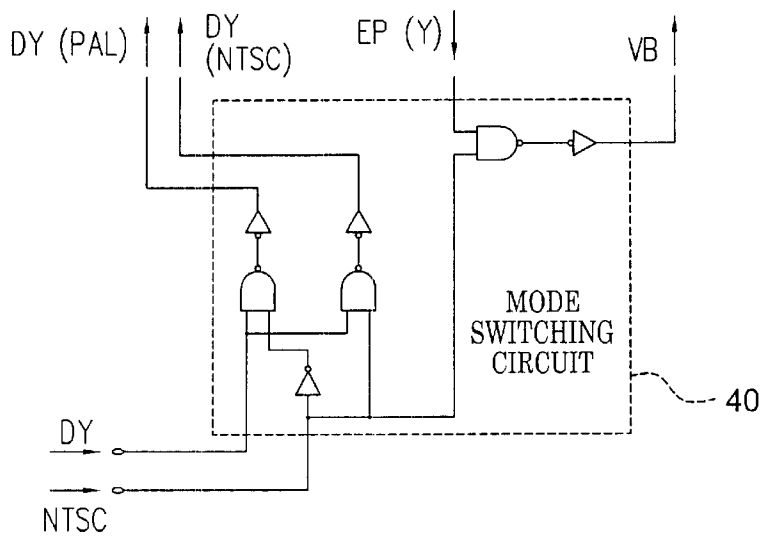 DY (PAL)
DY
(NTSC)
EP (Y)
VB
MODE
SWITCHING
CIRCUIT
40
DY
NTSC